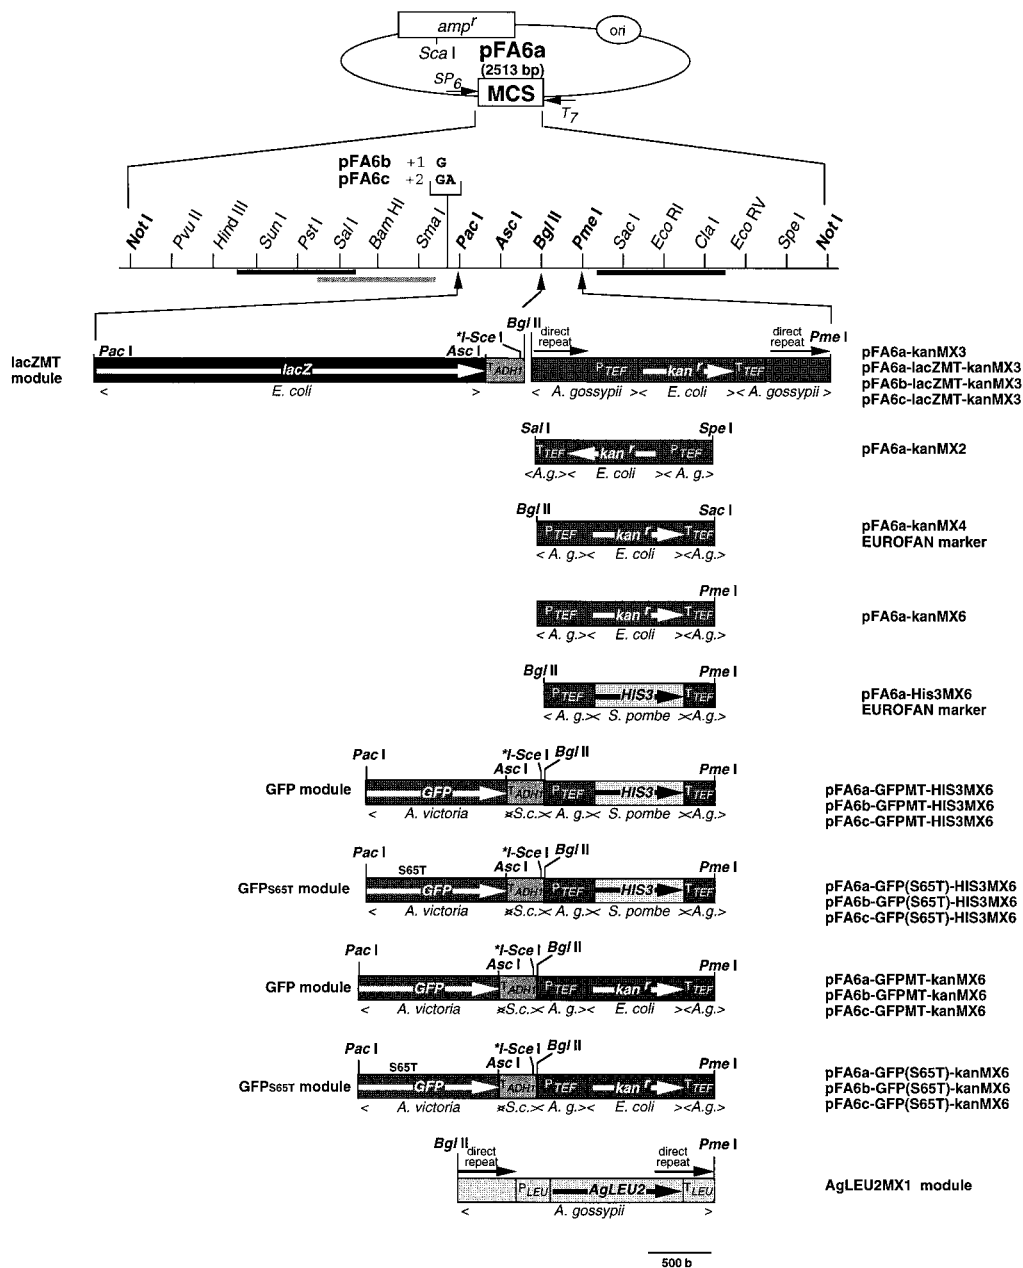 amp^r
ori
Sca I
pFA6a
(2513 bp)
SP6
MCS
T7
pFA6b +1 G
pFA6c +2 GA
Not I Pvu II Hind III Sun I Pst I Sal I Bam HI Sma I Pac I Asc I Bgl II Pme I Sac I Eco RI Cla I Eco RV Spe I Not I
lacZMT module
Pac I Asc I *I-Sce I Bgl II direct repeat direct repeat Pme I
lacZ TADH1 PTEF kan^r TTEF
< E. coli > < A. gossypii >< E. coli >< A. gossypii >
pFA6a-kanMX3
pFA6a-lacZMT-kanMX3
pFA6b-lacZMT-kanMX3
pFA6c-lacZMT-kanMX3
Sal I Spe I
TTEF kan^r PTEF
<A.g.>< E. coli >< A. g.>
pFA6a-kanMX2
Bgl II Sac I
PTEF kan^r TTEF
< A. g.>< E. coli ><A.g.>
pFA6a-kanMX4
EUROFAN marker
Pme I
PTEF kan^r TTEF
< A. g.>< E. coli ><A.g.>
pFA6a-kanMX6
Bgl II Pme I
PTEF HIS3 TTEF
< A. g.>< S. pombe ><A.g.>
pFA6a-His3MX6
EUROFAN marker
GFP module
Pac I Asc I *I-Sce I Bgl II Pme I
GFP TADH1 PTEF HIS3 TTEF
< A. victoria ><S.c.>< A. g.>< S. pombe ><A.g.>
pFA6a-GFPMT-HIS3MX6
pFA6b-GFPMT-HIS3MX6
pFA6c-GFPMT-HIS3MX6
GFPS65T module
Pac I S65T Asc I *I-Sce I Bgl II Pme I
GFP TADH1 PTEF HIS3 TTEF
< A. victoria ><S.c.>< A. g.>< S. pombe ><A.g.>
pFA6a-GFP(S65T)-HIS3MX6
pFA6b-GFP(S65T)-HIS3MX6
pFA6c-GFP(S65T)-HIS3MX6
GFP module
Pac I Asc I *I-Sce I Bgl II Pme I
GFP TADH1 PTEF kan^r TTEF
< A. victoria ><S.c.>< A. g.>< E. coli ><A.g.>
pFA6a-GFPMT-kanMX6
pFA6b-GFPMT-kanMX6
pFA6c-GFPMT-kanMX6
GFPS65T module
Pac I S65T Asc I *I-Sce I Bgl II Pme I
GFP TADH1 PTEF kan^r TTEF
< A. victoria ><S.c.>< A. g.>< E. coli ><A.g.>
pFA6a-GFP(S65T)-kanMX6
pFA6b-GFP(S65T)-kanMX6
pFA6c-GFP(S65T)-kanMX6
Bgl II direct repeat direct repeat Pme I
PLEU AgLEU2 TLEU
< A. gossypii >
AgLEU2MX1 module
500 b